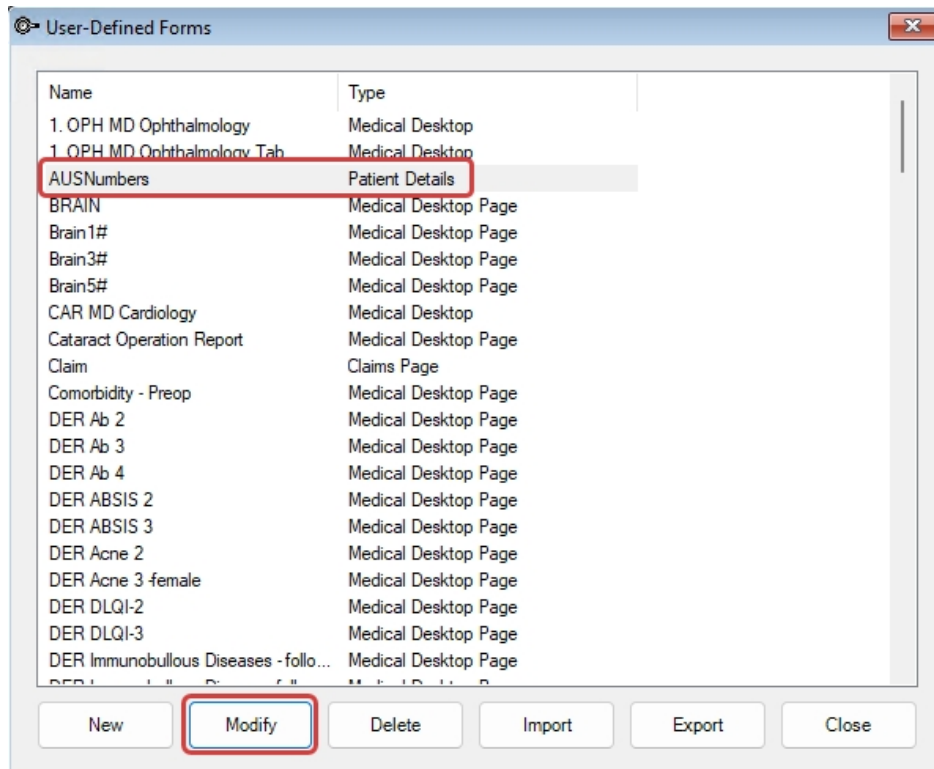 User-Defined Forms
Name Type
1. OPH MD Ophthalmology Medical Desktop
1. OPH MD Ophthalmology Tab Medical Desktop
AUSNumbers Patient Details
BRAIN Medical Desktop Page
Brain1# Medical Desktop Page
Brain3# Medical Desktop Page
Brain5# Medical Desktop Page
CAR MD Cardiology Medical Desktop
Cataract Operation Report Medical Desktop Page
Claim Claims Page
Comorbidity - Preop Medical Desktop Page
DER Ab 2 Medical Desktop Page
DER Ab 3 Medical Desktop Page
DER Ab 4 Medical Desktop Page
DER ABSIS 2 Medical Desktop Page
DER ABSIS 3 Medical Desktop Page
DER Acne 2 Medical Desktop Page
DER Acne 3 -female Medical Desktop Page
DER DLQI-2 Medical Desktop Page
DER DLQI-3 Medical Desktop Page
DER Immunobullous Diseases - follo... Medical Desktop Page
New Modify Delete Import Export Close